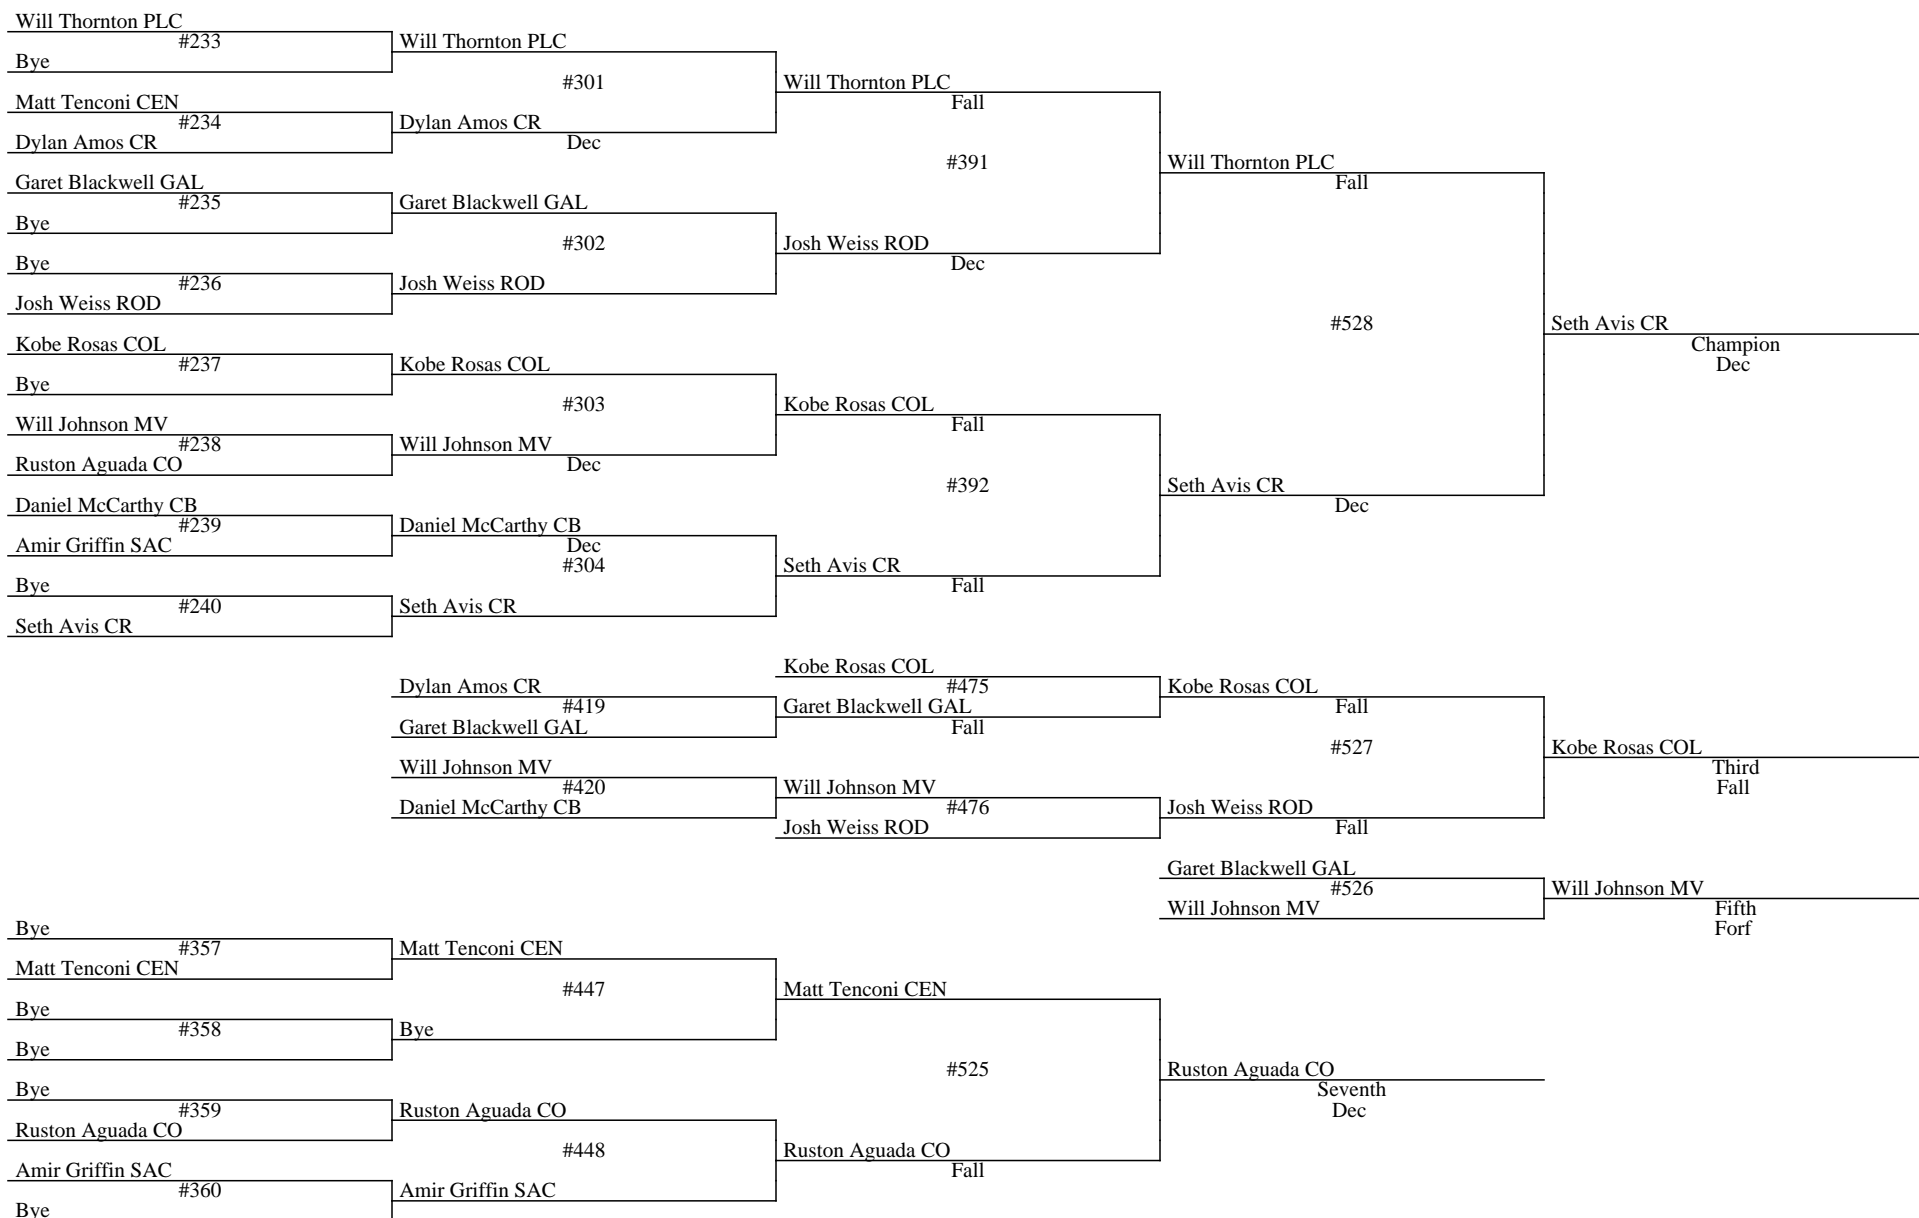 Will Thornton PLC
#233
Bye
Will Thornton PLC
#301
Matt Tenconi CEN
#234
Dylan Amos CR
Dylan Amos CR
Dec
Will Thornton PLC
Fall
#391
Garet Blackwell GAL
#235
Bye
Garet Blackwell GAL
#302
Bye
#236
Josh Weiss ROD
Josh Weiss ROD
Josh Weiss ROD
Dec
Will Thornton PLC
Fall
#528
Kobe Rosas COL
#237
Bye
Kobe Rosas COL
#303
Will Johnson MV
#238
Ruston Aguada CO
Will Johnson MV
Dec
Kobe Rosas COL
Fall
#392
Daniel McCarthy CB
#239
Amir Griffin SAC
Daniel McCarthy CB
Dec
#304
Bye
#240
Seth Avis CR
Seth Avis CR
Seth Avis CR
Fall
Seth Avis CR
Dec
Seth Avis CR
Champion
Dec
Dylan Amos CR
#419
Garet Blackwell GAL
Kobe Rosas COL
#475
Garet Blackwell GAL
Fall
Kobe Rosas COL
Fall
#527
Will Johnson MV
#420
Daniel McCarthy CB
Will Johnson MV
#476
Josh Weiss ROD
Josh Weiss ROD
Fall
Kobe Rosas COL
Third
Fall
Garet Blackwell GAL
#526
Will Johnson MV
Will Johnson MV
Fifth
Forf
Bye
#357
Matt Tenconi CEN
Matt Tenconi CEN
#447
Bye
#358
Bye
Bye
Matt Tenconi CEN
#525
Bye
#359
Ruston Aguada CO
Ruston Aguada CO
#448
Amir Griffin SAC
#360
Bye
Amir Griffin SAC
Ruston Aguada CO
Fall
Ruston Aguada CO
Seventh
Dec